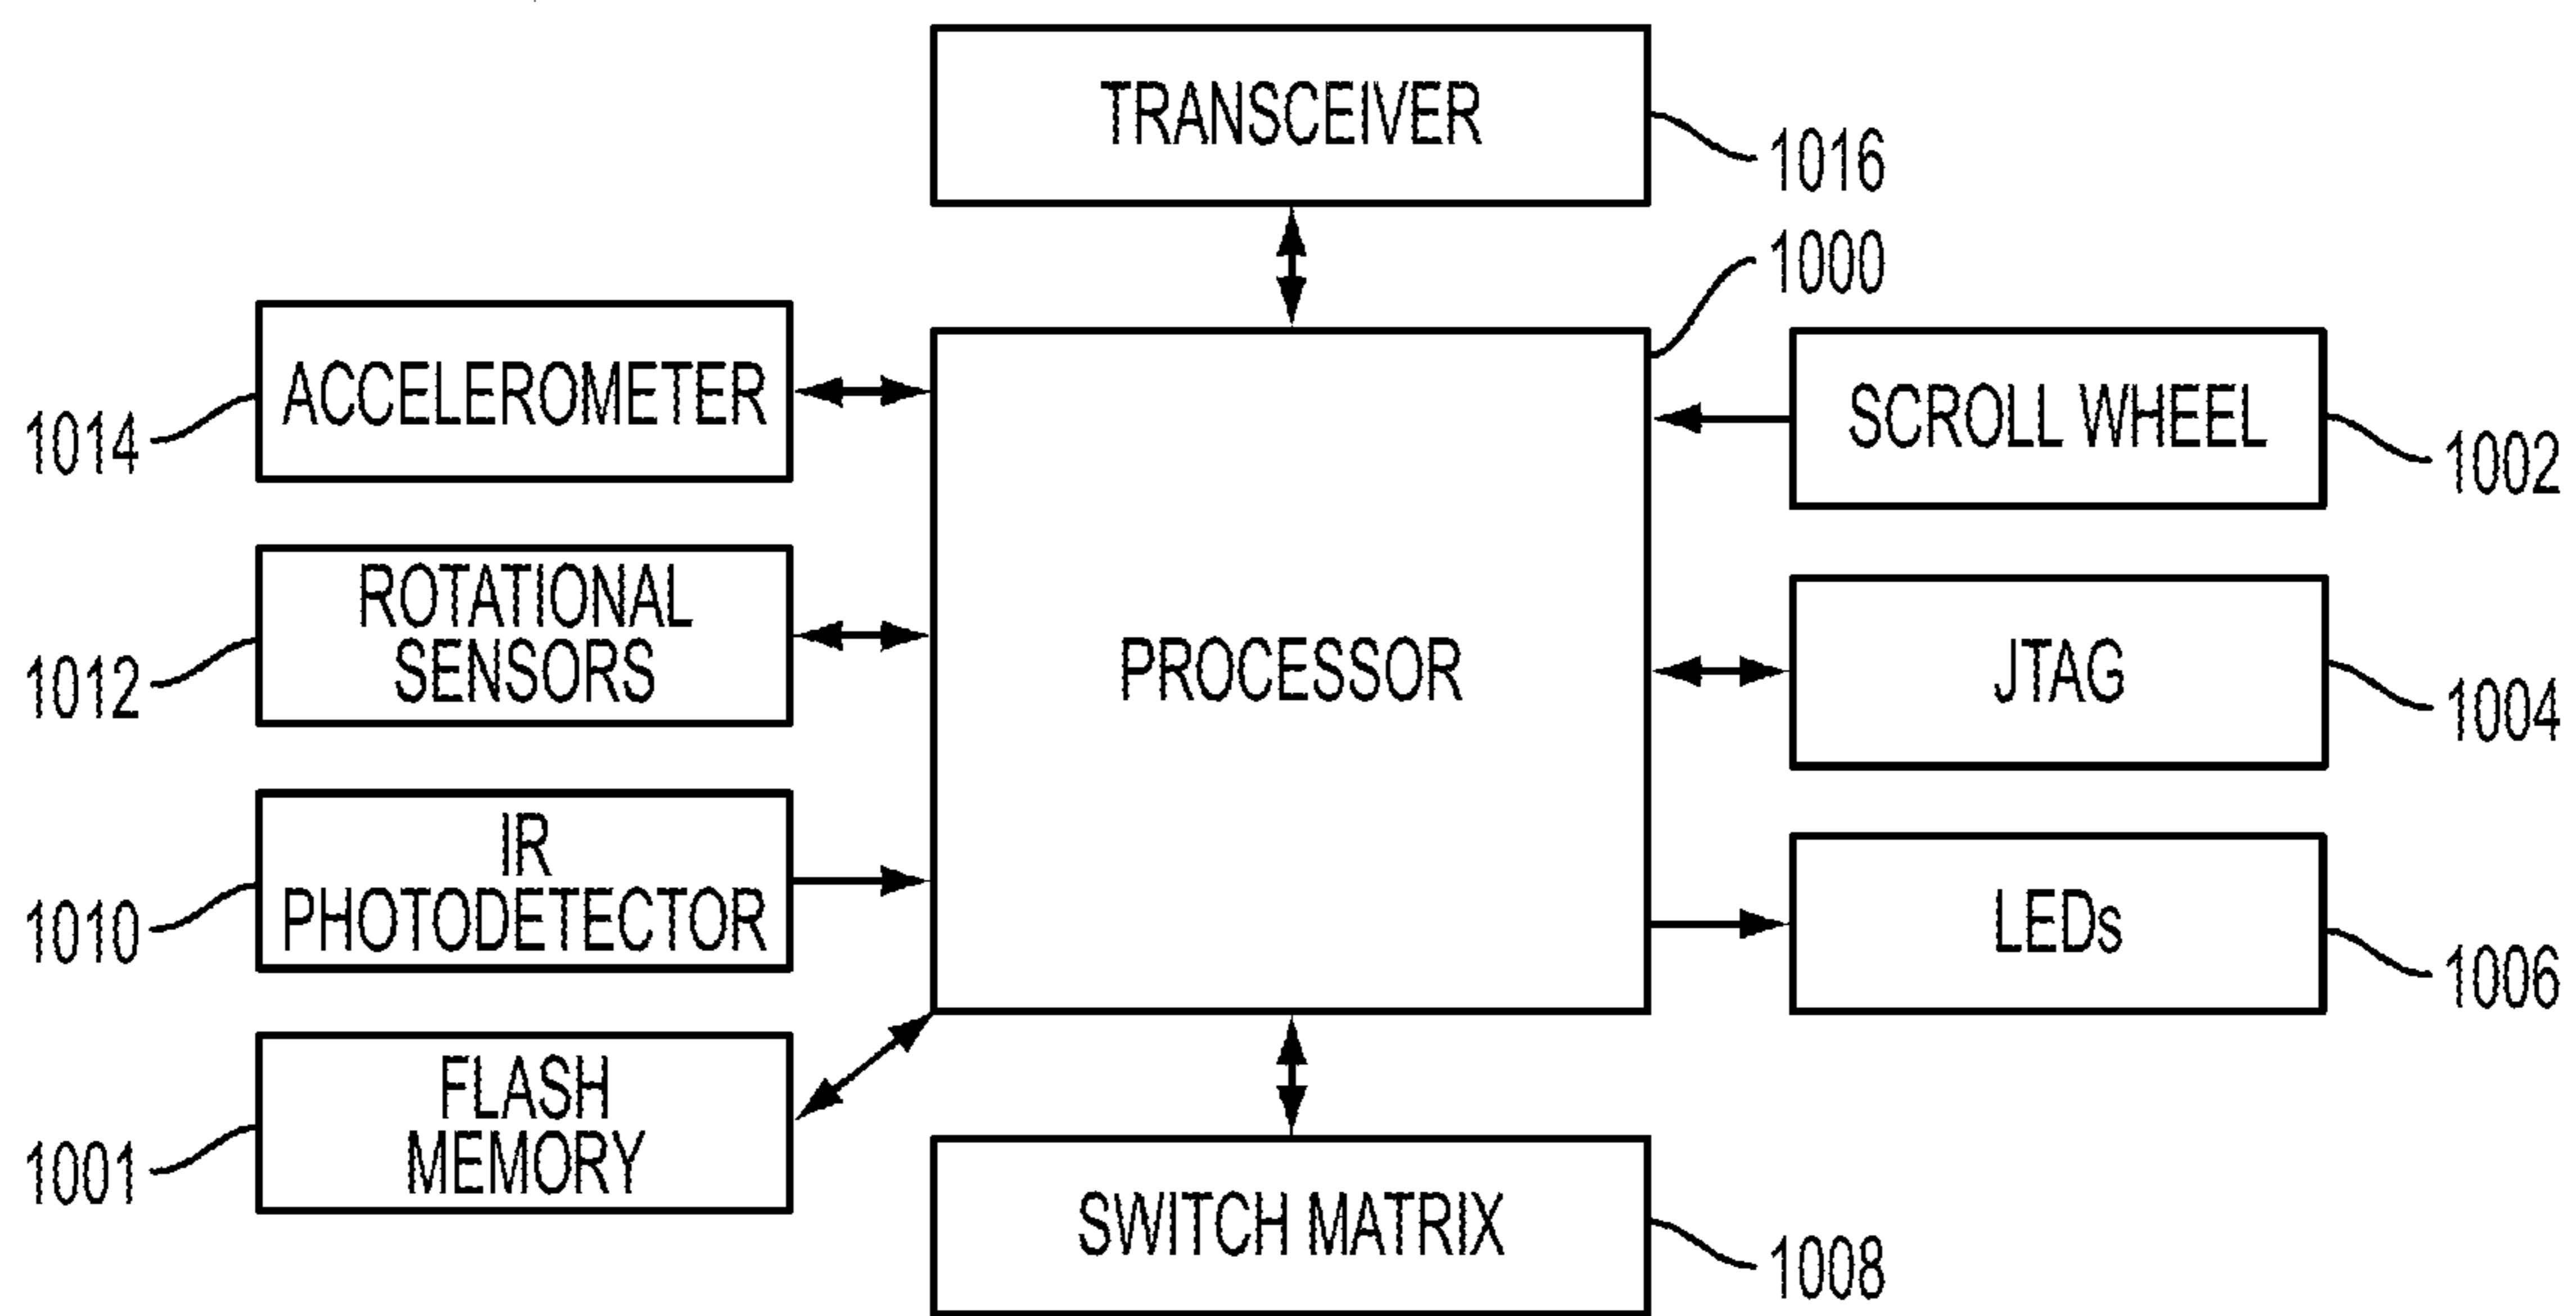 TRANSCEIVER
1016
1000
ACCELEROMETER
1014
SCROLL WHEEL
1002
ROTATIONAL
SENSORS
1012
PROCESSOR
JTAG
1004
IR
PHOTODETECTOR
1010
LEDs
1006
FLASH
MEMORY
1001
SWITCH MATRIX
1008